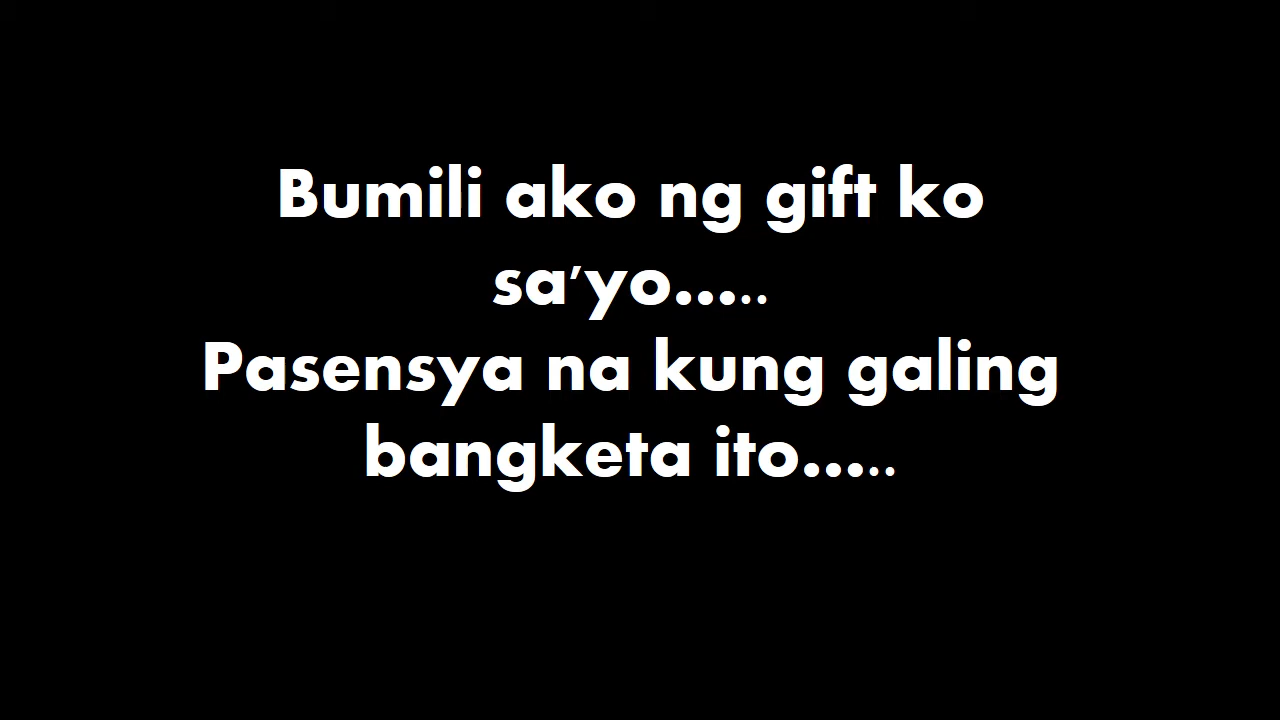 Bumili ako ng gift ko
sa'yo.....
Pasensya na kung galing
bangketa ito.....